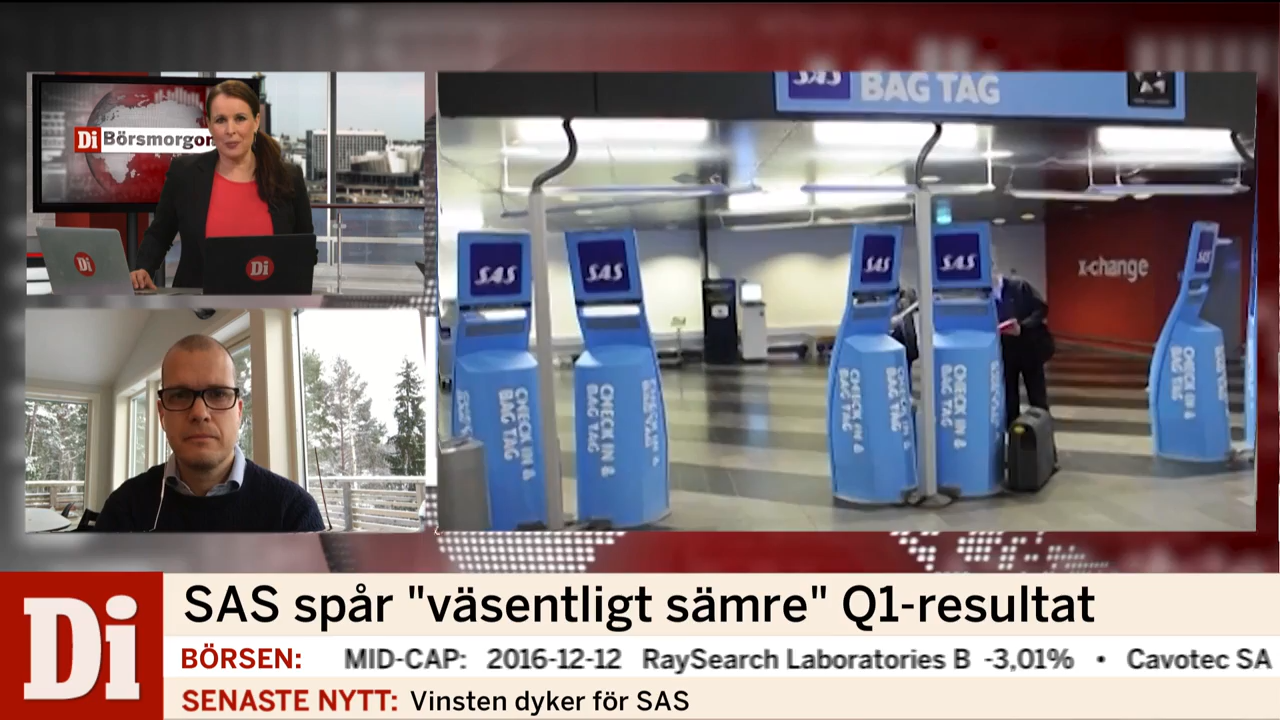 Di Börsmorgon
Di
Di
SAS
BAG TAG
SAS
SAS
SAS
SAS
x-change
CHECK IN &
BAG TAG
CHECK IN &
BAG TAG
CHECK IN &
BAG TAG
CHECK IN &
BAG TAG
CHECK IN &
BAG TAG
Di
SAS spår "väsentligt sämre" Q1-resultat
BÖRSEN: MID-CAP: 2016-12-12 RaySearch Laboratories B -3,01% • Cavotec SA
SENASTE NYTT: Vinsten dyker för SAS